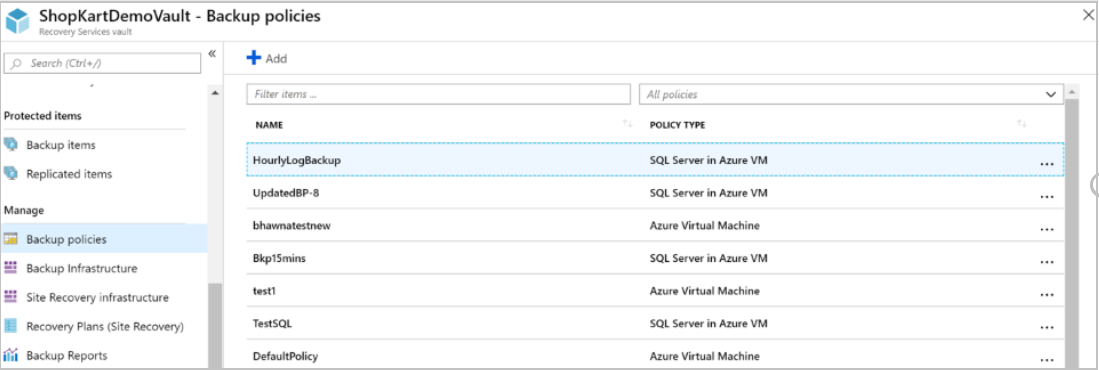 ShopKartDemoVault - Backup policies
Recovery Services vault
Search (Ctrl+/)
Protected items
Backup items
Replicated items
Manage
Backup policies
Backup Infrastructure
Site Recovery infrastructure
Recovery Plans (Site Recovery)
Backup Reports
Add
Filter items ...
All policies
NAME POLICY TYPE
HourlyLogBackup SQL Server in Azure VM ...
UpdatedBP-8 SQL Server in Azure VM ...
bhawnatestnew Azure Virtual Machine ...
Bkp15mins SQL Server in Azure VM ...
test1 Azure Virtual Machine ...
TestSQL SQL Server in Azure VM ...
DefaultPolicy Azure Virtual Machine ...